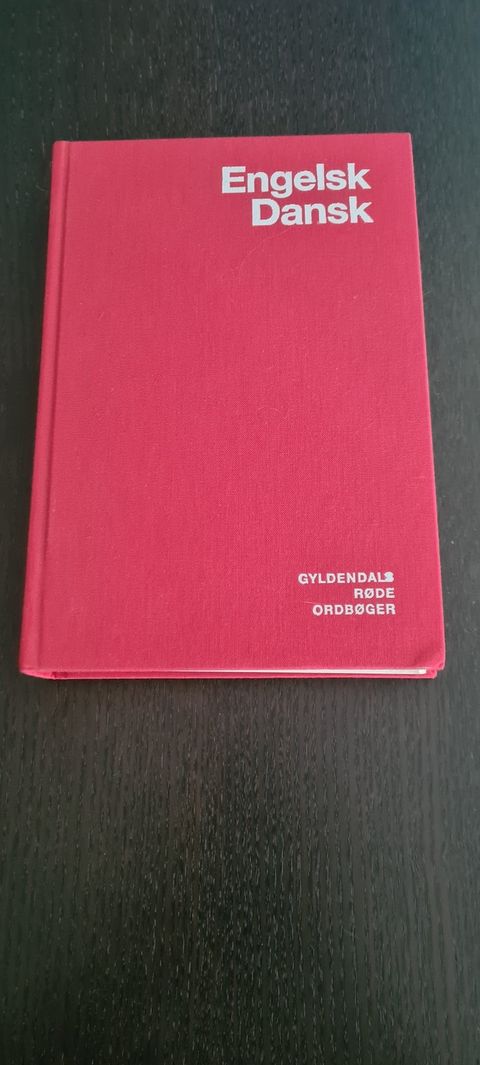 Engelsk
Dansk
GYLDENDALS
RØDE
ORDBØGER